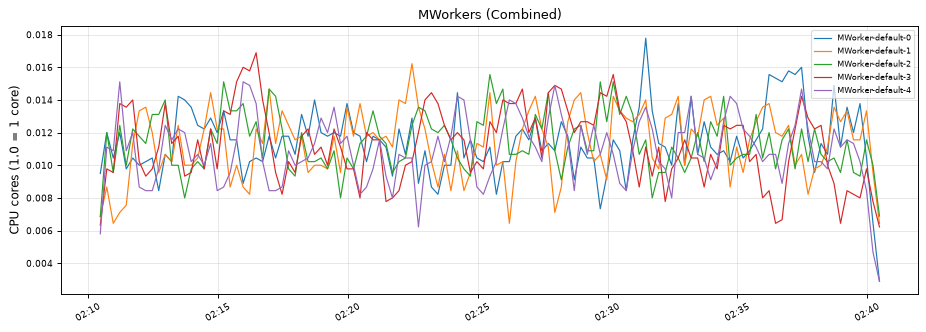 MWorkers (Combined)
CPU cores (1.0 = 1 core)
0.018
0.016
0.014
0.012
0.010
0.008
0.006
0.004
MWorker-default-0
MWorker-default-1
MWorker-default-2
MWorker-default-3
MWorker-default-4
02:10
02:15
02:20
02:25
02:30
02:35
02:40